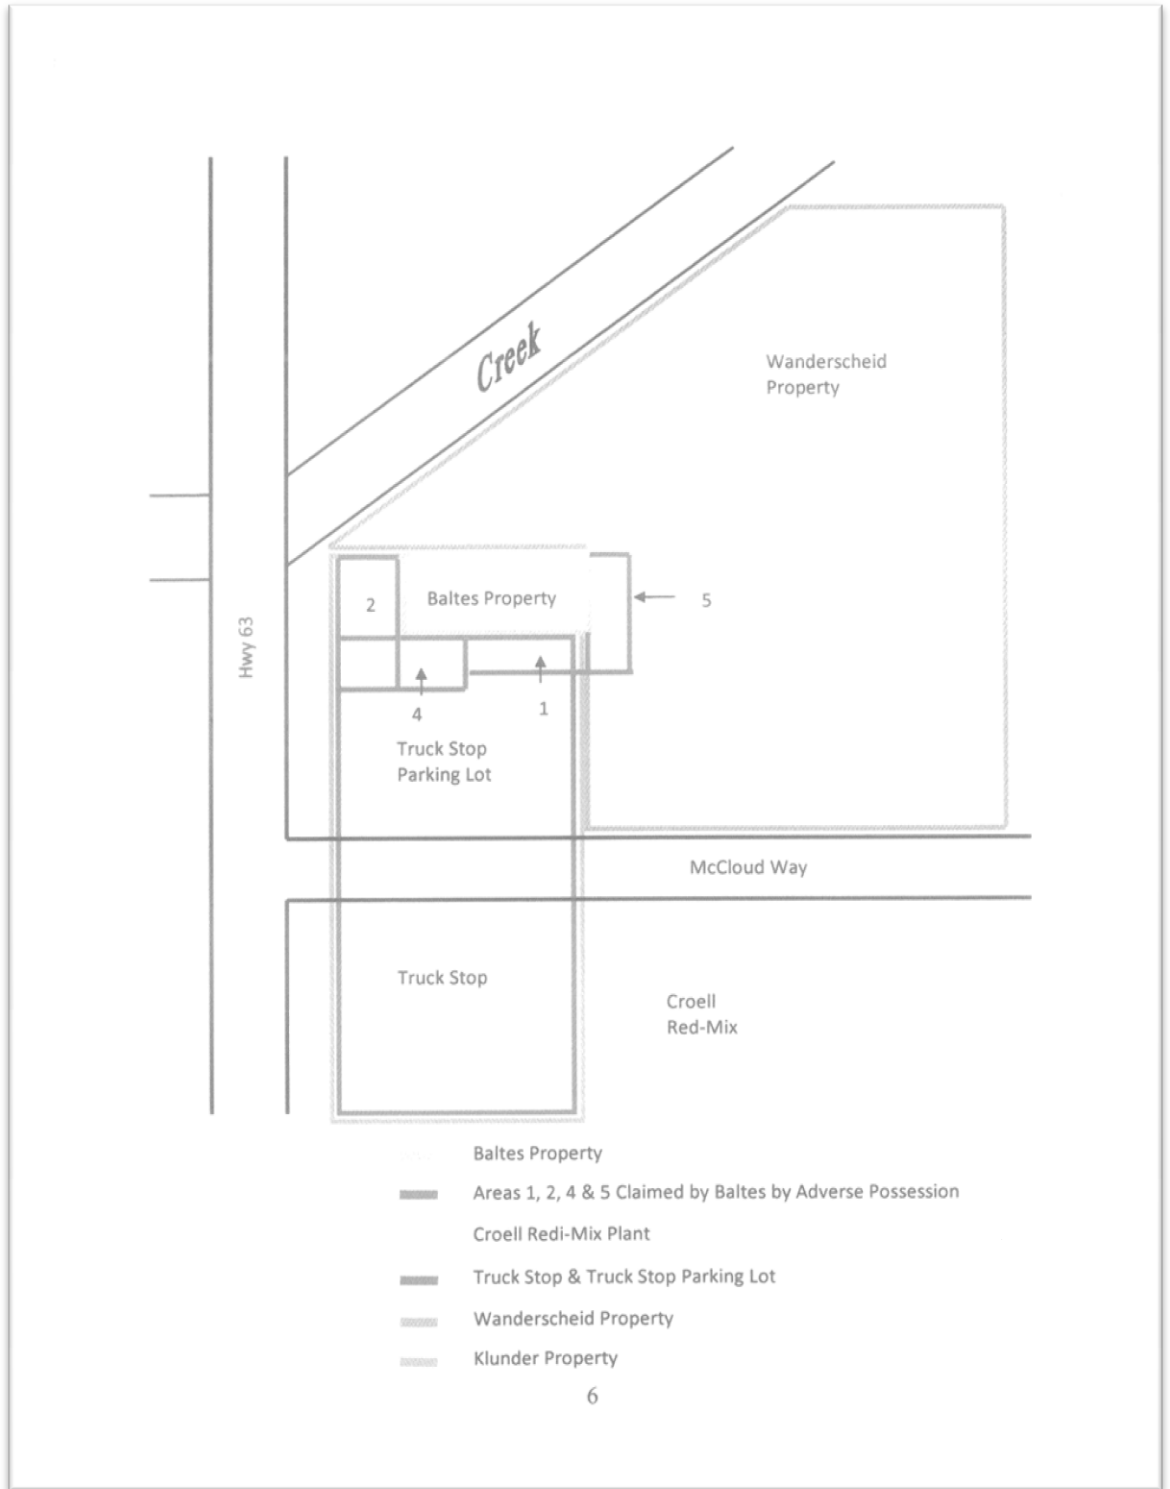 Creek
Wanderscheid
Property
2
Baltes Property
5
Hwy 63
4
1
Truck Stop
Parking Lot
McCloud Way
Truck Stop
Croell
Red-Mix
Baltes Property
Areas 1, 2, 4 & 5 Claimed by Baltes by Adverse Possession
Croell Redi-Mix Plant
Truck Stop & Truck Stop Parking Lot
Wanderscheid Property
Klunder Property
6